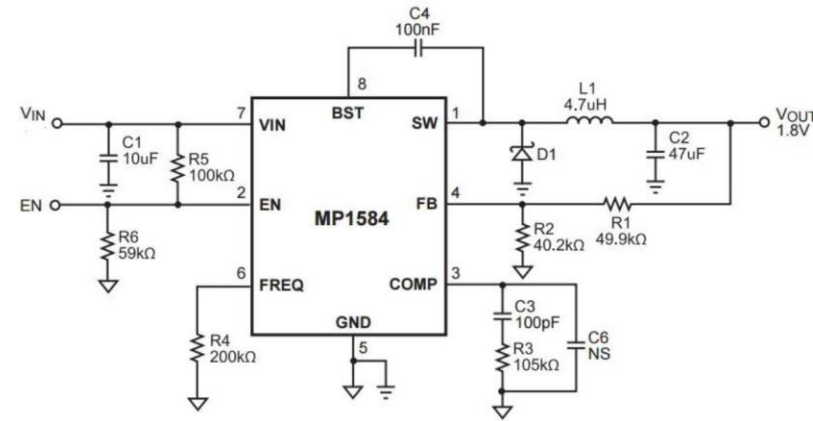 C4
100nF
8
BST
VIN
7
VIN
C1
10uF
R5
100kΩ
EN
2
EN
R6
59kΩ
6
FREQ
R4
200kΩ
MP1584
GND
5
SW
1
L1
4.7uH
VOUT
1.8V
D1
C2
47uF
FB
4
R2
40.2kΩ
R1
49.9kΩ
COMP
3
C3
100pF
R3
105kΩ
C6
NS